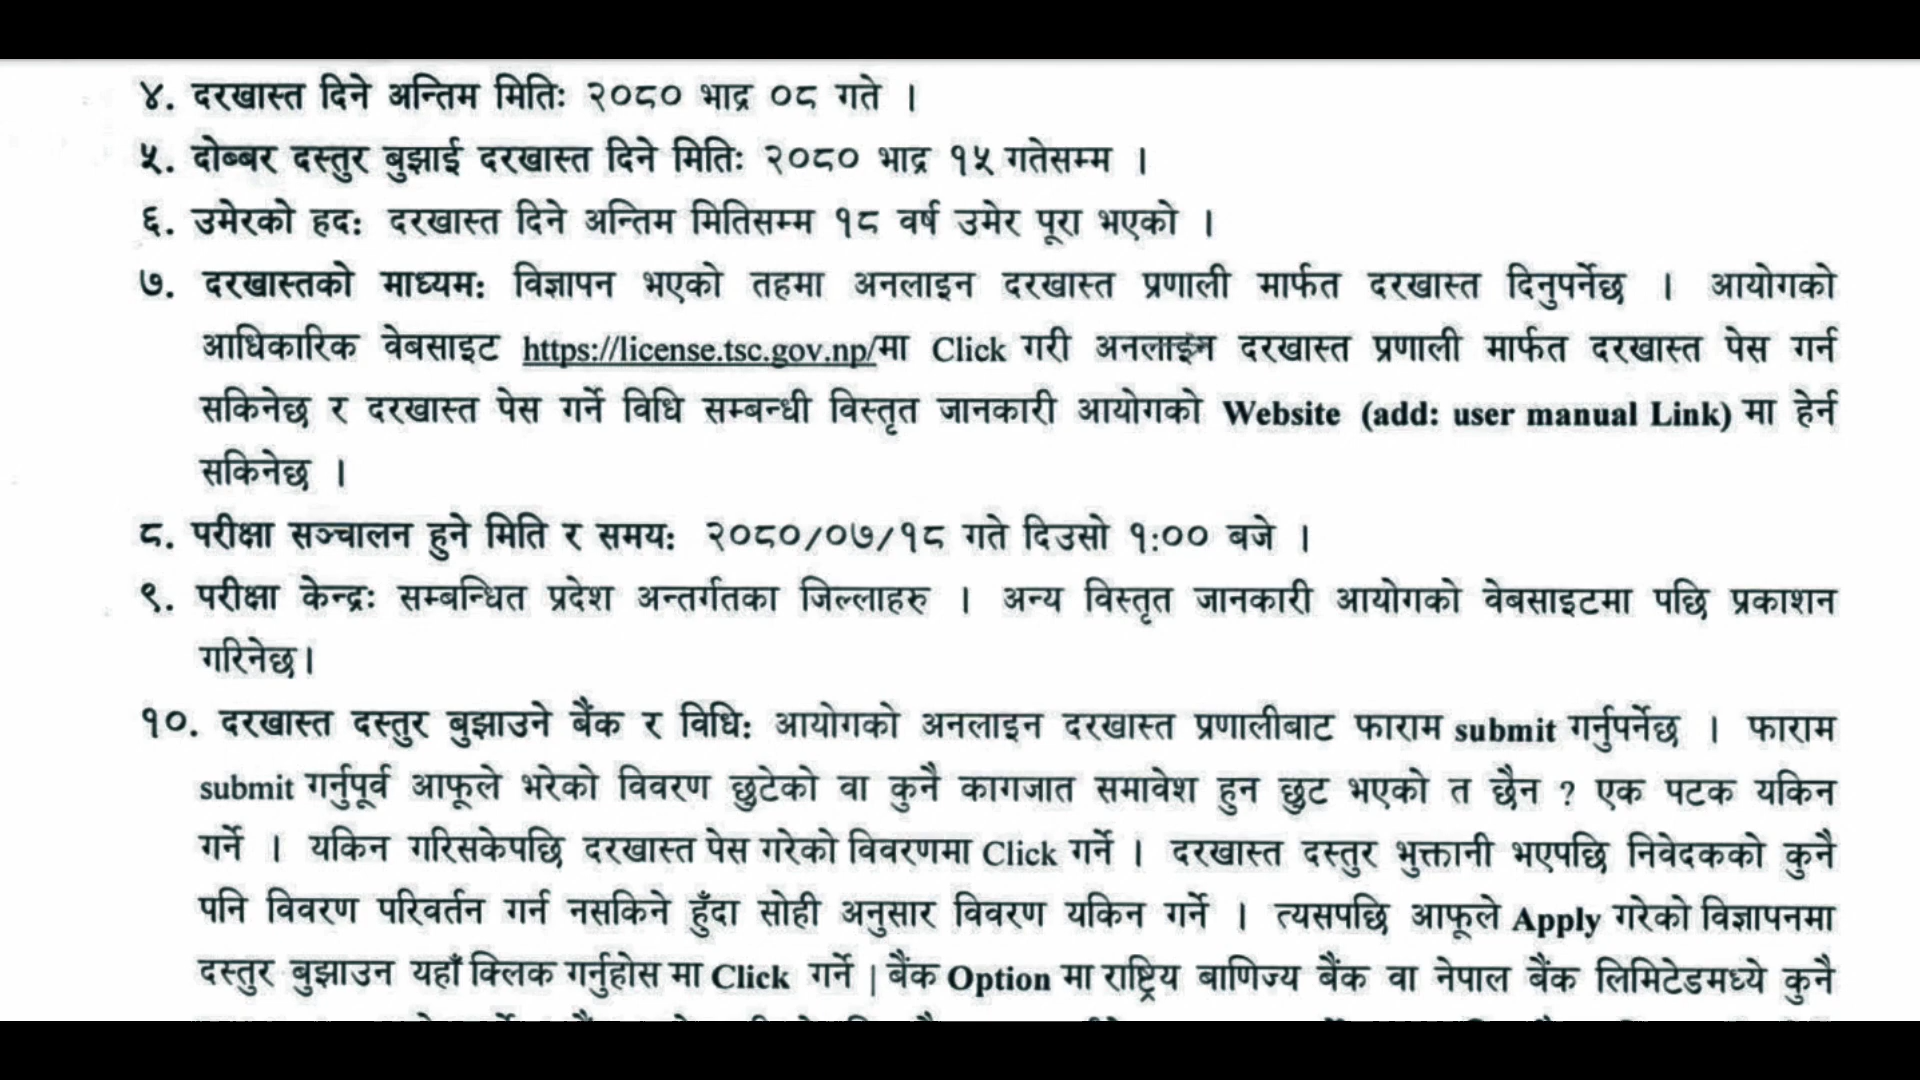 ४. दरखास्त दिने अन्तिम मितिः २०८० भाद्र ०८ गते ।
५. दोब्बर दस्तुर बुझाई दरखास्त दिने मितिः २०८० भाद्र १५ गतेसम्म ।
६. उमेरको हदः दरखास्त दिने अन्तिम मितिसम्म १८ वर्ष उमेर पूरा भएको ।
७. दरखास्तको माध्यमः विज्ञापन भएको तहमा अनलाइन दरखास्त प्रणाली मार्फत दरखास्त दिनुपर्नेछ । आयोगको
आधिकारिक वेबसाइट https://license.tsc.gov.np/मा Click गरी अनलाइन दरखास्त प्रणाली मार्फत दरखास्त पेस गर्न
सकिनेछ र दरखास्त पेस गर्ने विधि सम्बन्धी विस्तृत जानकारी आयोगको Website (add: user manual Link) मा हेर्न
सकिनेछ ।
८. परीक्षा सञ्चालन हुने मिति र समयः २०८०/०७/१८ गते दिउसो १:०० बजे ।
९. परीक्षा केन्द्रः सम्बन्धित प्रदेश अन्तर्गतका जिल्लाहरु । अन्य विस्तृत जानकारी आयोगको वेबसाइटमा पछि प्रकाशन
गरिनेछ।
१०. दरखास्त दस्तुर बुझाउने बैंक र विधिः आयोगको अनलाइन दरखास्त प्रणालीबाट फाराम submit गर्नुपर्नेछ । फाराम
submit गर्नुपूर्व आफूले भरेको विवरण छुटेको वा कुनै कागजात समावेश हुन छुट भएको त छैन ? एक पटक यकिन
गर्ने । यकिन गरिसकेपछि दरखास्त पेस गरेको विवरणमा Click गर्ने । दरखास्त दस्तुर भुक्तानी भएपछि निवेदकको कुनै
पनि विवरण परिवर्तन गर्न नसकिने हुँदा सोही अनुसार विवरण यकिन गर्ने । त्यसपछि आफूले Apply गरेको विज्ञापनमा
दस्तुर बुझाउन यहाँ क्लिक गर्नुहोस मा Click गर्ने | बैंक Option मा राष्ट्रिय बाणिज्य बैंक वा नेपाल बैंक लिमिटेडमध्ये कुनै